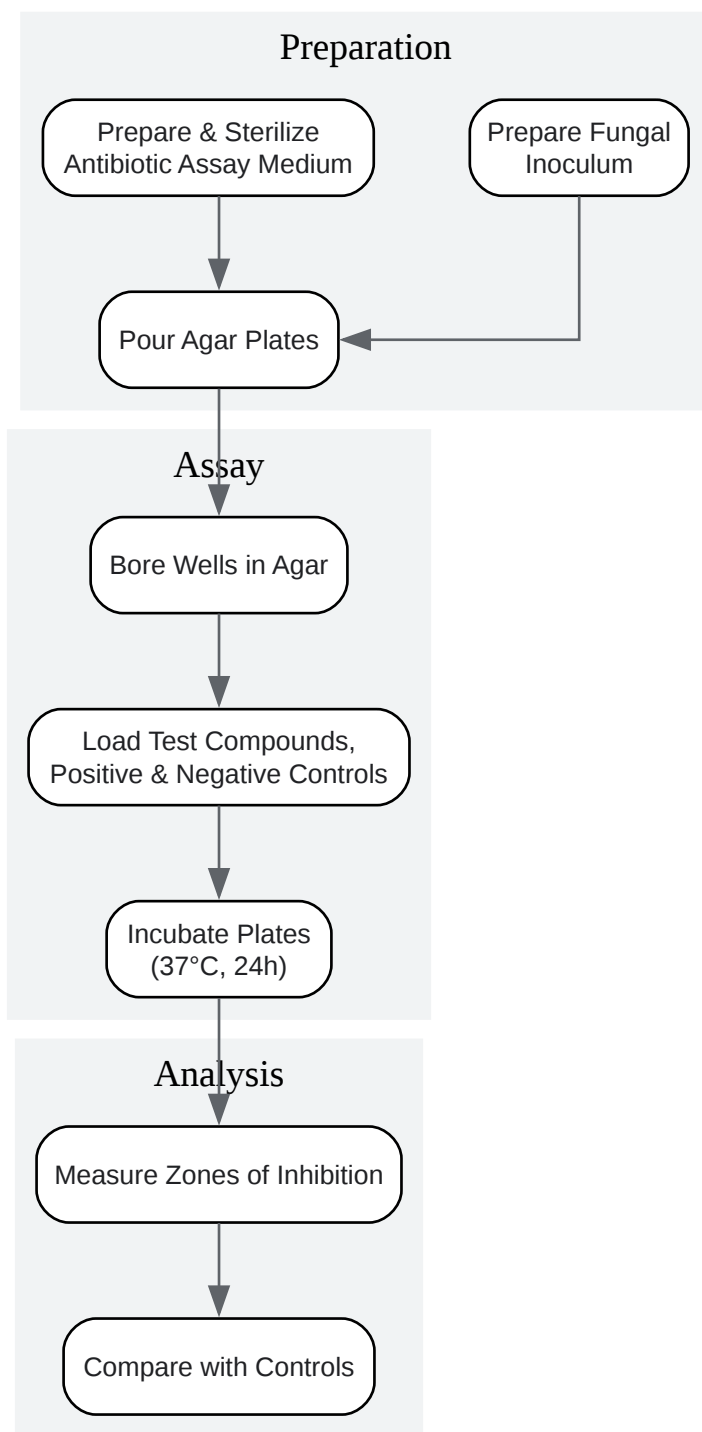 Preparation
Prepare & Sterilize
Antibiotic Assay Medium
Prepare Fungal
Inoculum
Pour Agar Plates
Assay
Bore Wells in Agar
Load Test Compounds,
Positive & Negative Controls
Incubate Plates
(37°C, 24h)
Analysis
Measure Zones of Inhibition
Compare with Controls